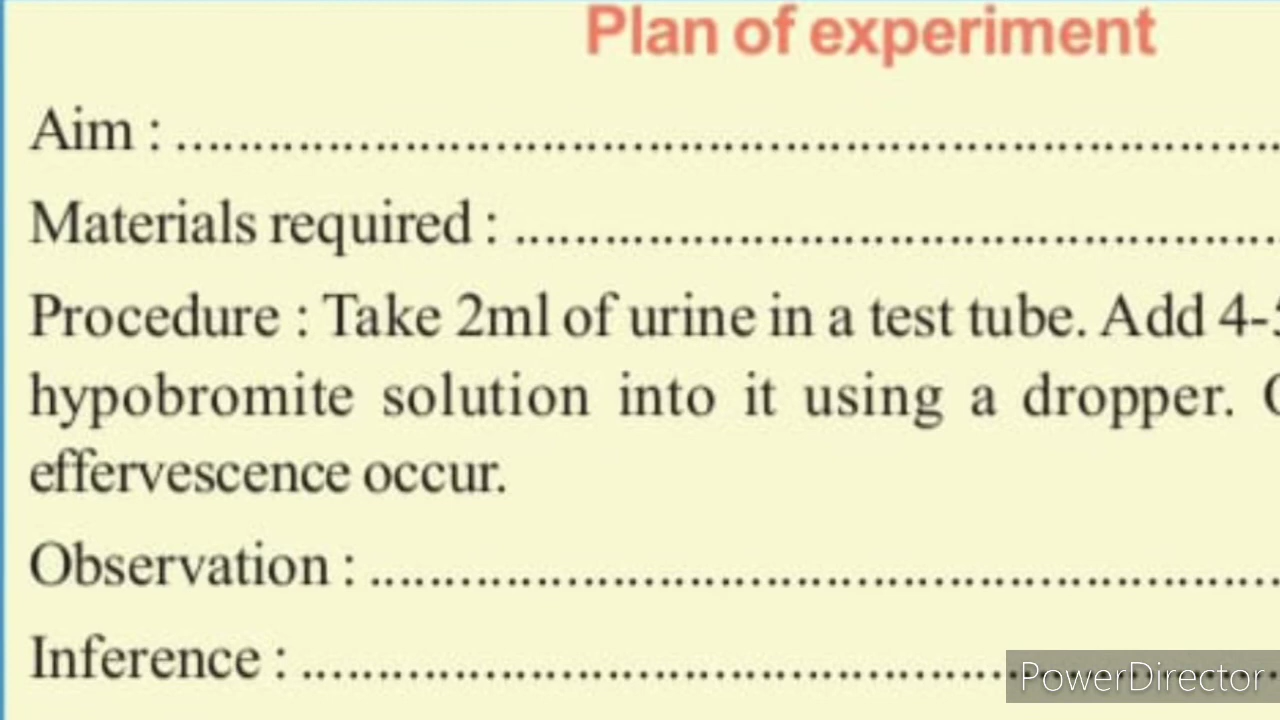 Plan of experiment
Aim : ........................................................................
Materials required : ..................................................
Procedure : Take 2ml of urine in a test tube. Add 4-
hypobromite solution into it using a dropper.
effervescence occur.
Observation : ............................................................
Inference : ...............................................
PowerDirector